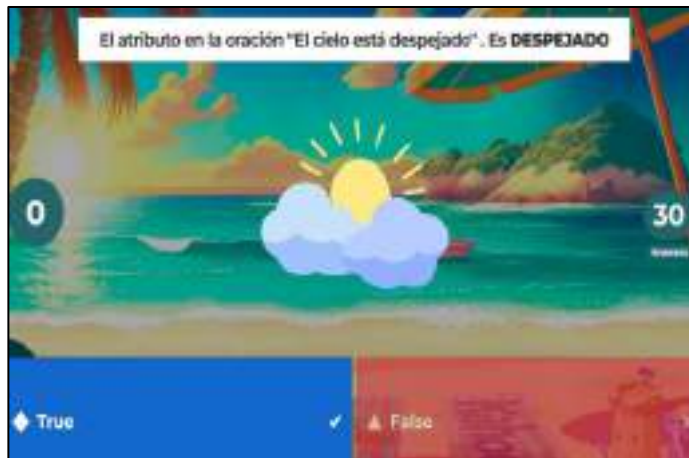 El atributo en la oración "El cielo está despejado". Es DESPEJADO
0
30
True
False